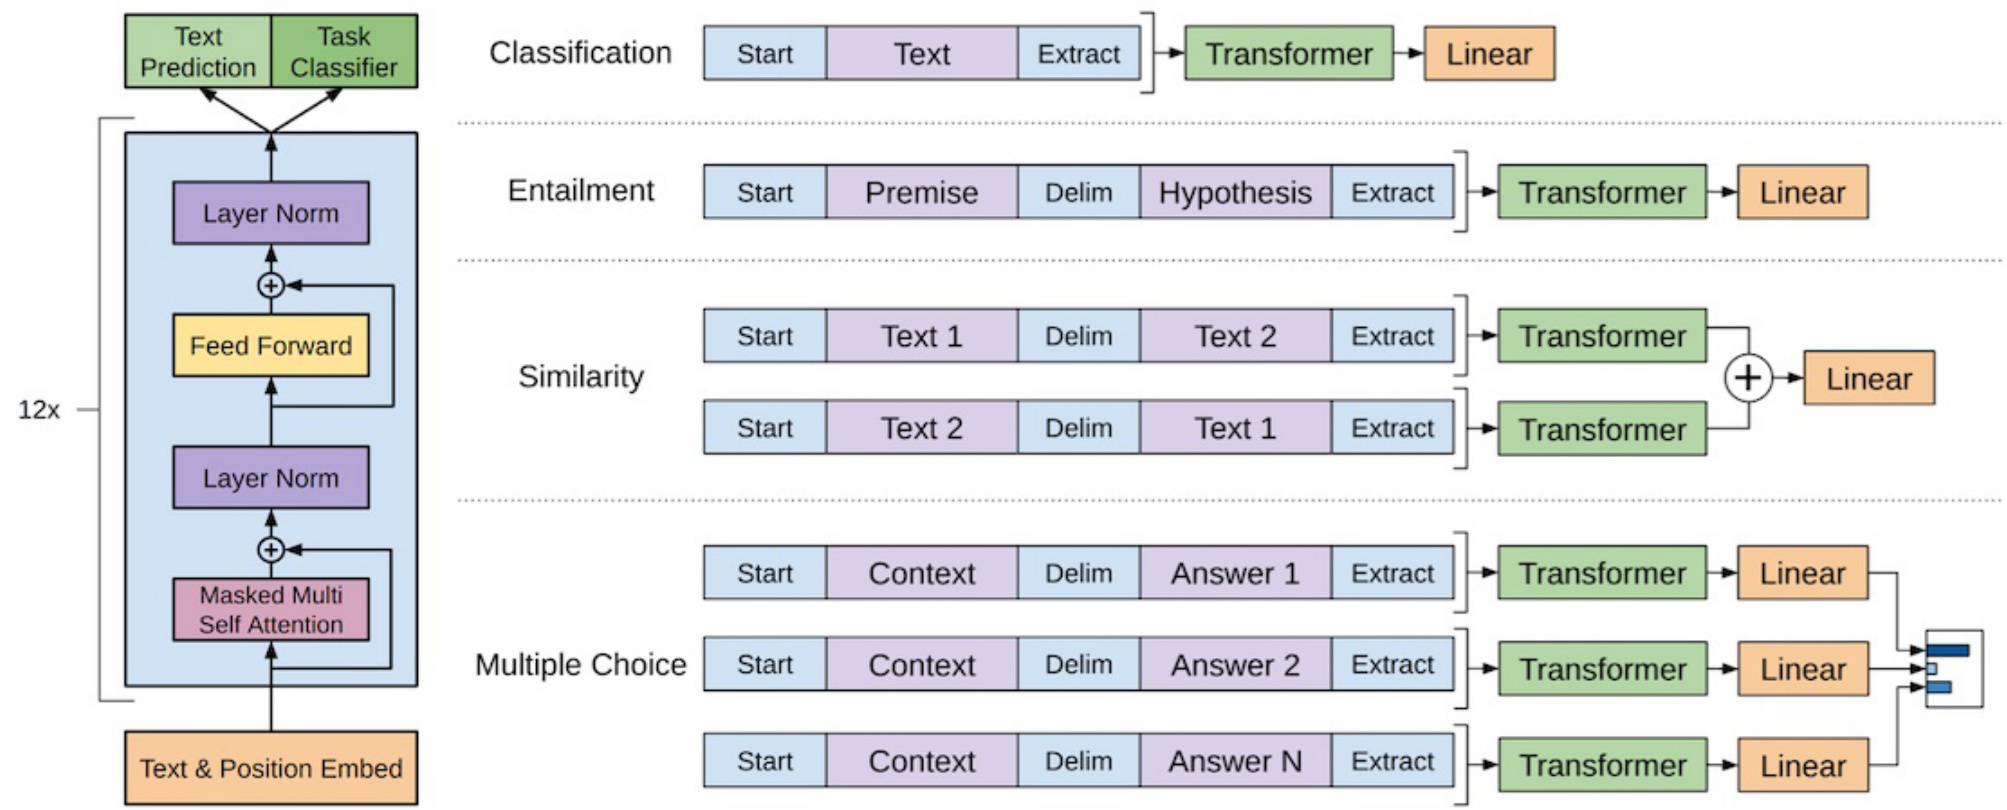 Text
Prediction
Task
Classifier
12x
Layer Norm
Feed Forward
Layer Norm
Masked Multi
Self Attention
Text & Position Embed
Classification
Start Text Extract Transformer Linear
Entailment
Start Premise Delim Hypothesis Extract Transformer Linear
Similarity
Start Text 1 Delim Text 2 Extract Transformer
Linear
Start Text 2 Delim Text 1 Extract Transformer
Multiple Choice
Start Context Delim Answer 1 Extract Transformer Linear
Start Context Delim Answer 2 Extract Transformer Linear
Start Context Delim Answer N Extract Transformer Linear